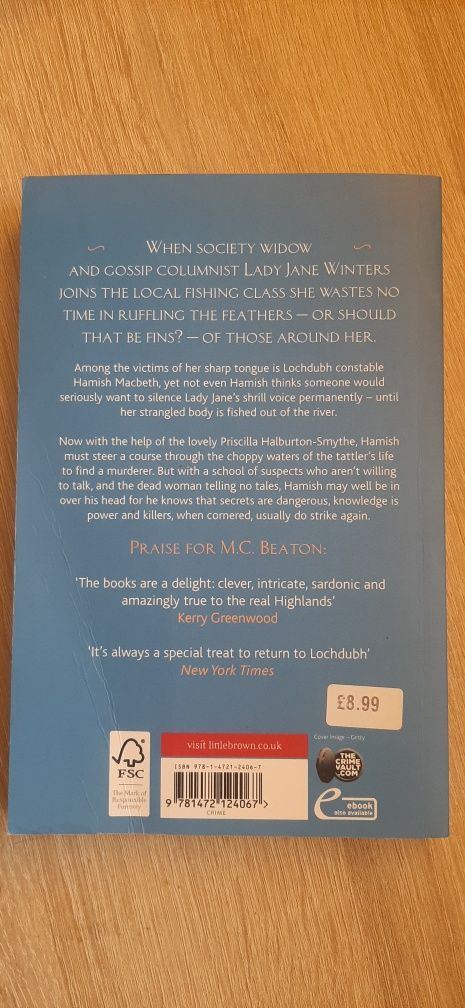 WHEN SOCIETY WIDOW
AND GOSSIP COLUMNIST LADY JANE WINTERS
JOINS THE LOCAL FISHING CLASS SHE WASTES NO
TIME IN RUFFLING THE FEATHERS – OR SHOULD
THAT BE FINS? – OF THOSE AROUND HER.
Among the victims of her sharp tongue is Lochdubh constable
Hamish Macbeth, yet not even Hamish thinks someone would
seriously want to silence Lady Jane's shrill voice permanently – until
her strangled body is fished out of the river.
Now with the help of the lovely Priscilla Halburton-Smythe, Hamish
must steer a course through the choppy waters of the tattler's life
to find a murderer. But with a school of suspects who aren't willing
to talk, and the dead woman telling no tales, Hamish may well be in
over his head for he knows that secrets are dangerous, knowledge is
power and killers, when cornered, usually do strike again.
PRAISE FOR M.C. BEATON:
'The books are a delight: clever, intricate, sardonic and
amazingly true to the real Highlands'
Kerry Greenwood
'It's always a special treat to return to Lochdubh'
New York Times
£8.99
visit littlebrown.co.uk
Cover image – Getty
ISBN 978-1-4721-2406-7
9 781472 124067 >
CRIME
FSC
The Mark of
Responsible
Forestry
THE
CRIME
VAULT
.COM
ebook
also available